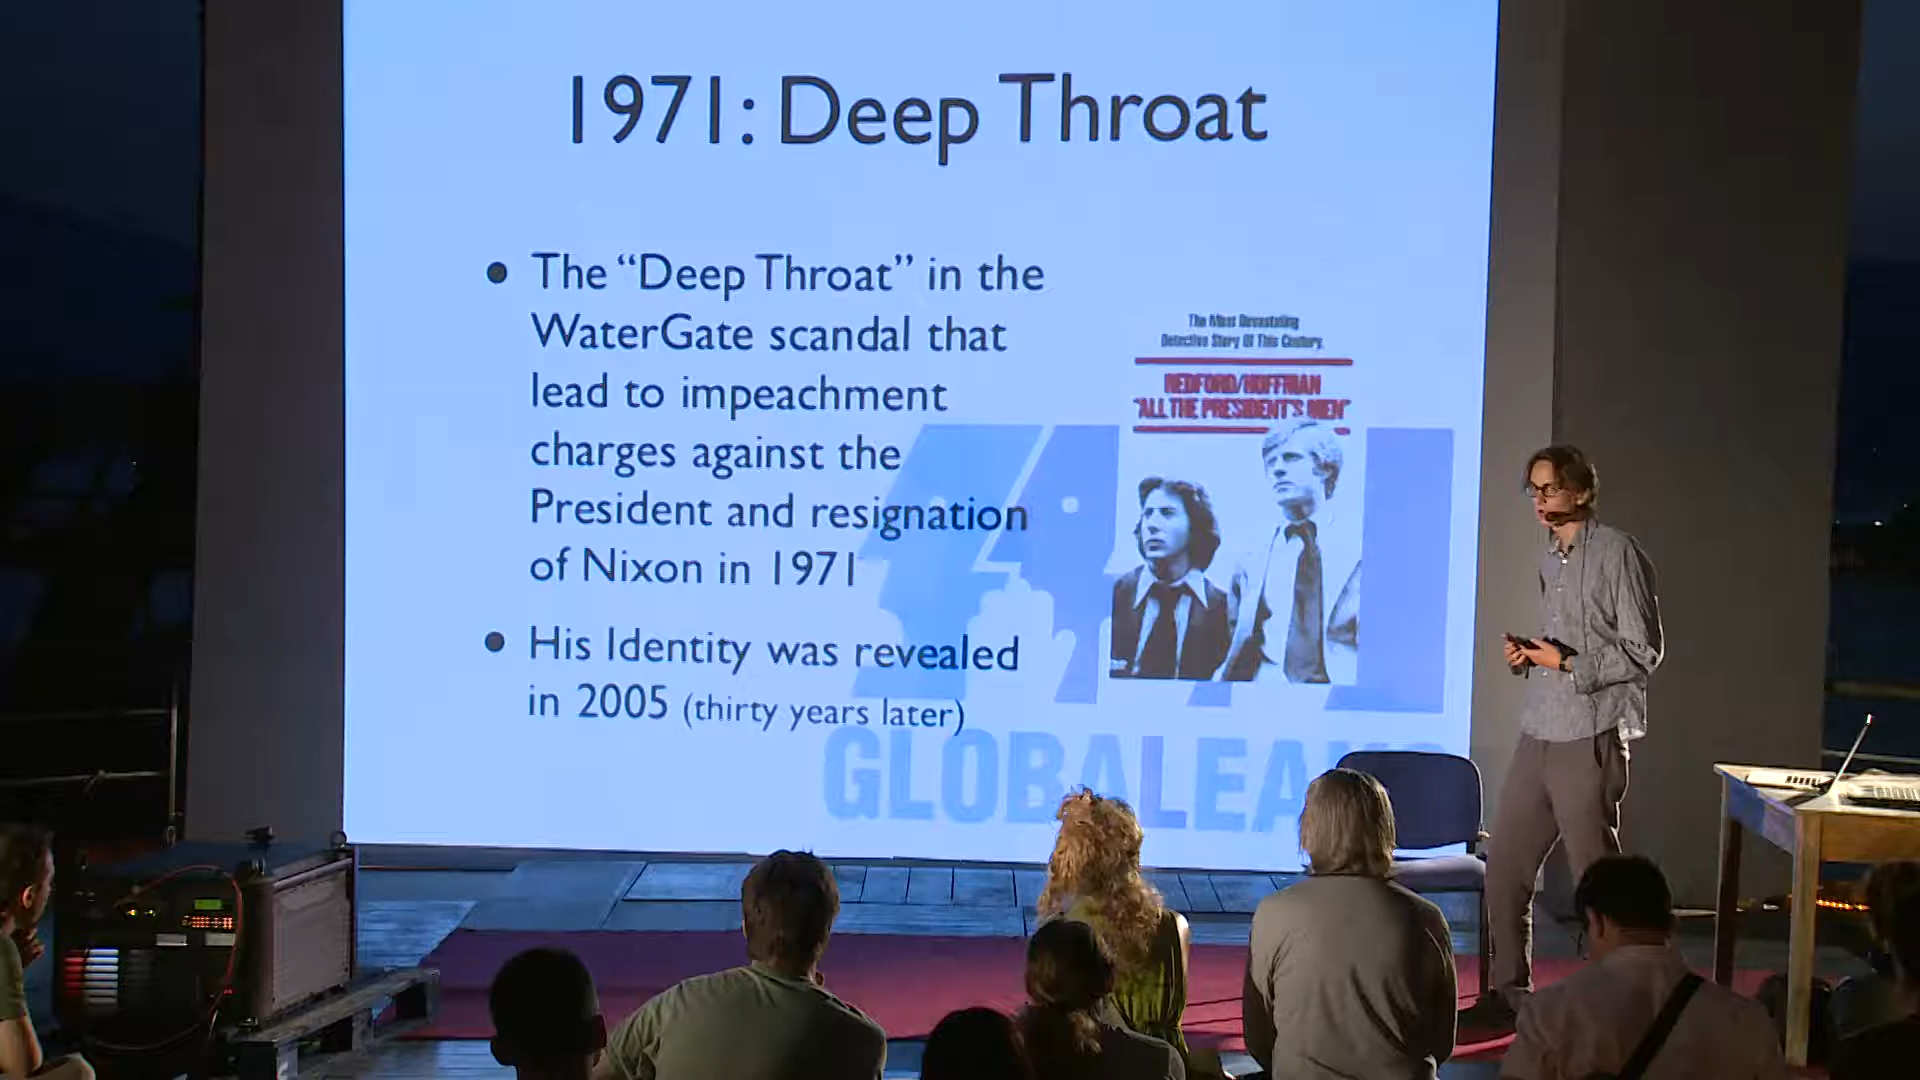 1971: Deep Throat
• The “Deep Throat” in the
WaterGate scandal that
lead to impeachment
charges against the
President and resignation
of Nixon in 1971
• His Identity was revealed
in 2005 (thirty years later)
The Most Devastating
Detective Story Of This Century.
REDFORD/HOFFMAN
"ALL THE PRESIDENT'S MEN"
GLOBALEAKS